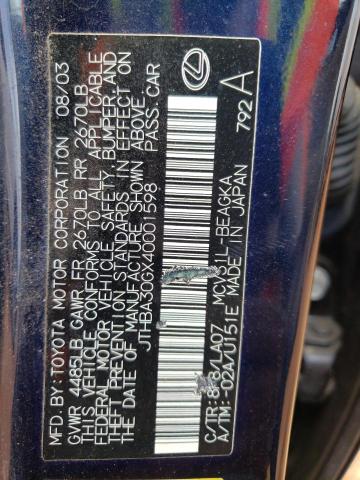 MFD.BY:TOYOTA MOTOR CORPORATION 08/03
GVWR 4485LB GAWR FR 2670LB RR 2670LB
THIS VEHICLE CONFORMS TO ALL APPLICABLE
FEDERAL MOTOR VEHICLE SAFETY, BUMPER, AND
THEFT PREVENTION STANDARDS IN EFFECT ON
THE DATE OF MANUFACTURE SHOWN ABOVE.
JTHBA30GX40001598 PASS.CAR
C/TR: LA07 MCV31L-BEAGKA
A/TM: -02A/U151E MADE IN JAPAN
792 A